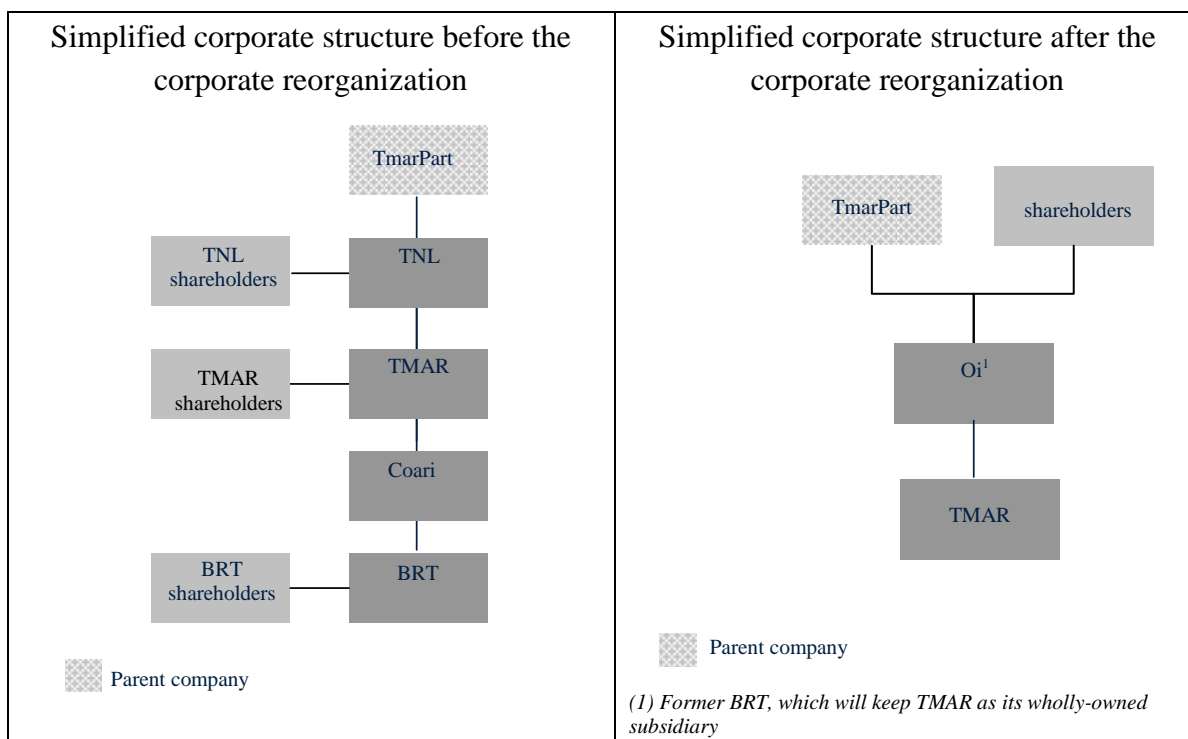 Simplified corporate structure before the
corporate reorganization
TmarPart
TNL
shareholders
TNL
TMAR
shareholders
TMAR
Coari
BRT
shareholders
BRT
Parent company
Simplified corporate structure after the
corporate reorganization
TmarPart
shareholders
Oi¹
TMAR
Parent company
(1) Former BRT, which will keep TMAR as its wholly-owned
subsidiary